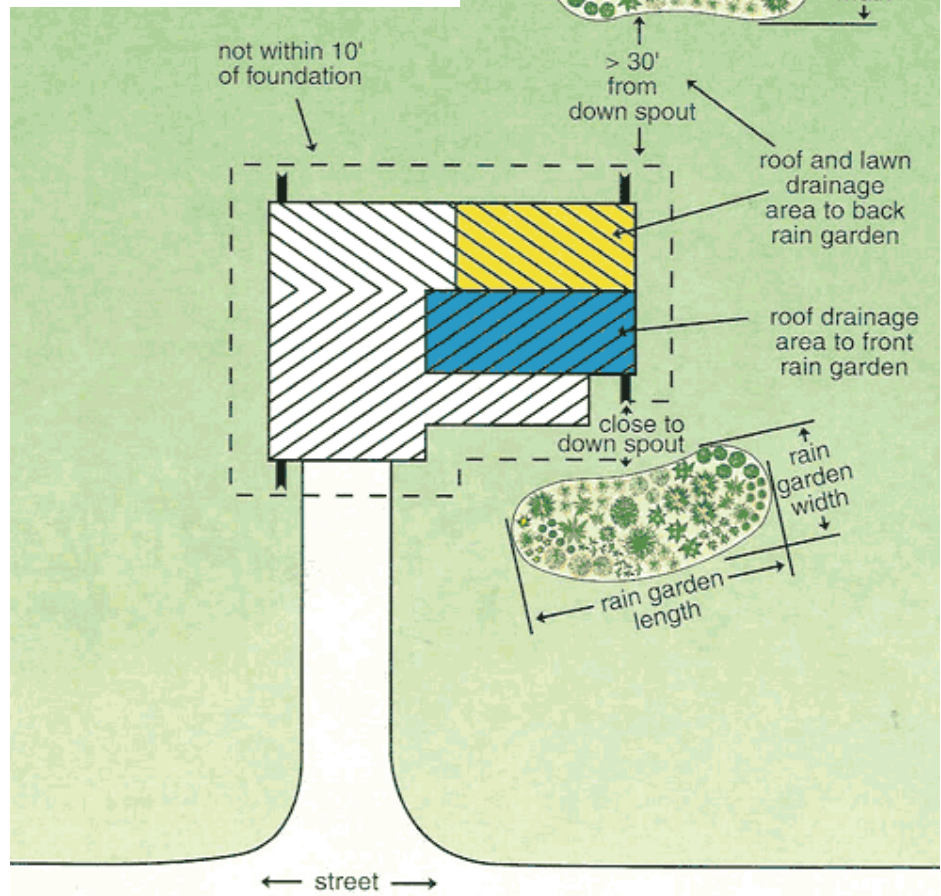 not within 10'
of foundation
> 30'
from
down spout
roof and lawn
drainage
area to back
rain garden
roof drainage
area to front
rain garden
close to
down spout
rain
garden
width
rain garden
length
street